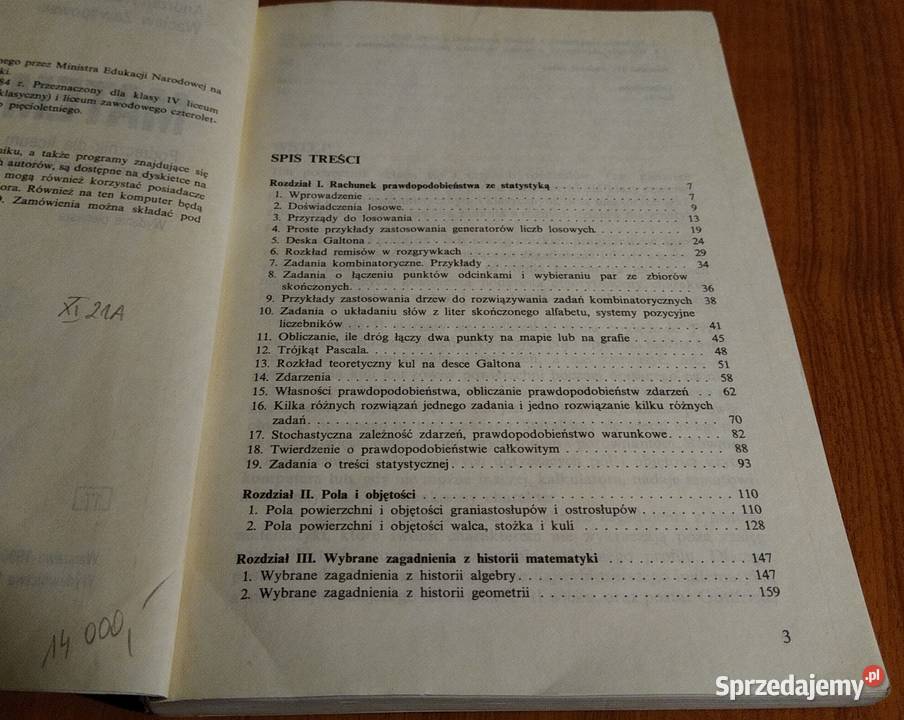 nego przez Ministra Edukacji Narodowej na
ki.
84 r. Przeznaczony dla klasy IV liceum
klasyczny) i liceum zawodowego czterolet-
o pięcioletniego.
niku, a także programy znajdujące się
h autorów, są dostępne na dyskietce na
mogą również korzystać posiadacze
ora. Również na ten komputer będą
0. Zamówienia można składać pod
XI 21A
14 000,
SPIS TREŚCI
Rozdział I. Rachunek prawdopodobieństwa ze statystyką . . . . . . . . . . . . 7
1. Wprowadzenie . . . . . . . . . . . . 7
2. Doświadczenia losowe. . . . . . . . . . . . 9
3. Przyrządy do losowania . . . . . . . . . . . . 13
4. Proste przykłady zastosowania generatorów liczb losowych. . . . . . . . 19
5. Deska Galtona . . . . . . . . . . . . 24
6. Rozkład remisów w rozgrywkach . . . . . . . . . . . . 29
7. Zadania kombinatoryczne. Przykłady . . . . . . . . . . . . 34
8. Zadania o łączeniu punktów odcinkami i wybieraniu par ze zbiorów
skończonych. . . . . . . . . . . . 36
9. Przykłady zastosowania drzew do rozwiązywania zadań kombinatorycznych 38
10. Zadania o układaniu słów z liter skończonego alfabetu, systemy pozycyjne
liczebników . . . . . . . . . . . . 41
11. Obliczanie, ile dróg łączy dwa punkty na mapie lub na grafie . . . . . . . . 45
12. Trójkąt Pascala. . . . . . . . . . . . 48
13. Rozkład teoretyczny kul na desce Galtona . . . . . . . . . . . . 51
14. Zdarzenia . . . . . . . . . . . . 58
15. Własności prawdopodobieństwa, obliczanie prawdopodobieństw zdarzeń . . 62
16. Kilka różnych rozwiązań jednego zadania i jedno rozwiązanie kilku różnych
zadań. . . . . . . . . . . . 70
17. Stochastyczna zależność zdarzeń, prawdopodobieństwo warunkowe. . . . . . 82
18. Twierdzenie o prawdopodobieństwie całkowitym . . . . . . . . . . . . 88
19. Zadania o treści statystycznej . . . . . . . . . . . . 93
Rozdział II. Pola i objętości . . . . . . . . . . . . 110
1. Pola powierzchni i objętości graniastosłupów i ostrosłupów . . . . . . . . 110
2. Pola powierzchni i objętości walca, stożka i kuli . . . . . . . . . . . . 128
Rozdział III. Wybrane zagadnienia z historii matematyki . . . . . . . . . . . . 147
1. Wybrane zagadnienia z historii algebry. . . . . . . . . . . . 147
2. Wybrane zagadnienia z historii geometrii . . . . . . . . . . . . 159
3
Sprzedajemy.pl